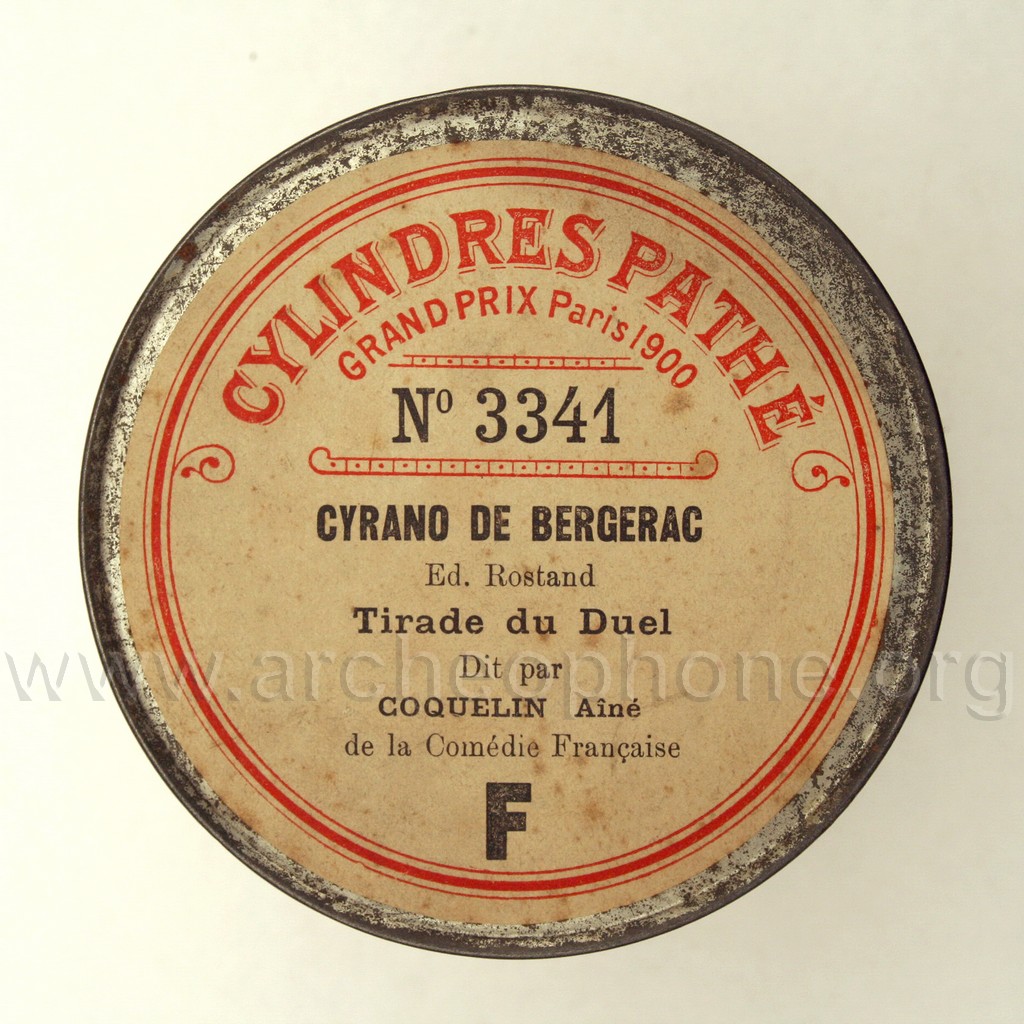 CYLINDRES PATHÉ
GRAND PRIX Paris 1900
Nº 3341
CYRANO DE BERGERAC
Ed. Rostand
Tirade du Duel
Dit par
www.archeophone.org
COQUELIN Aîné
de la Comédie Française
F